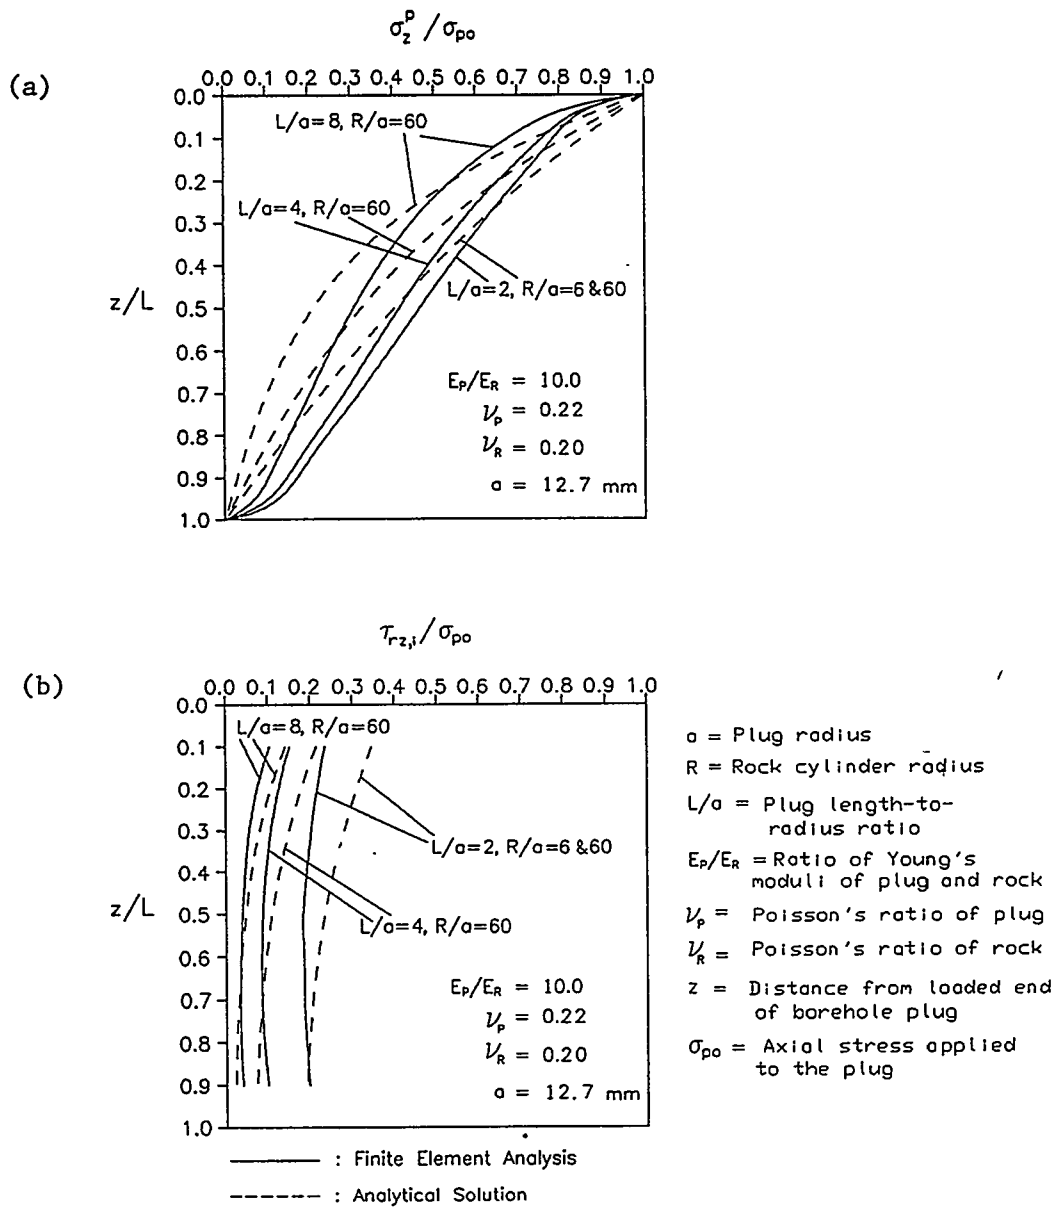 σ_z^p / σ_po
(a)
0.0 0.1 0.2 0.3 0.4 0.5 0.6 0.7 0.8 0.9 1.0
0.0
0.1
0.2
0.3
0.4
0.5
0.6
0.7
0.8
0.9
1.0
z/L
L/a=8, R/a=60
L/a=4, R/a=60
L/a=2, R/a=6 &60
E_P/E_R = 10.0
ν_P = 0.22
ν_R = 0.20
a = 12.7 mm
τ_rz,i / σ_po
(b)
0.0 0.1 0.2 0.3 0.4 0.5 0.6 0.7 0.8 0.9 1.0
0.0
0.1
0.2
0.3
0.4
0.5
0.6
0.7
0.8
0.9
1.0
z/L
L/a=8, R/a=60
L/a=2, R/a=6 &60
L/a=4, R/a=60
E_P/E_R = 10.0
ν_P = 0.22
ν_R = 0.20
a = 12.7 mm
a = Plug radius
R = Rock cylinder radius
L/a = Plug length-to-
radius ratio
E_P/E_R = Ratio of Young's
moduli of plug and rock
ν_P = Poisson's ratio of plug
ν_R = Poisson's ratio of rock
z = Distance from loaded end
of borehole plug
σ_po = Axial stress applied
to the plug
: Finite Element Analysis
: Analytical Solution